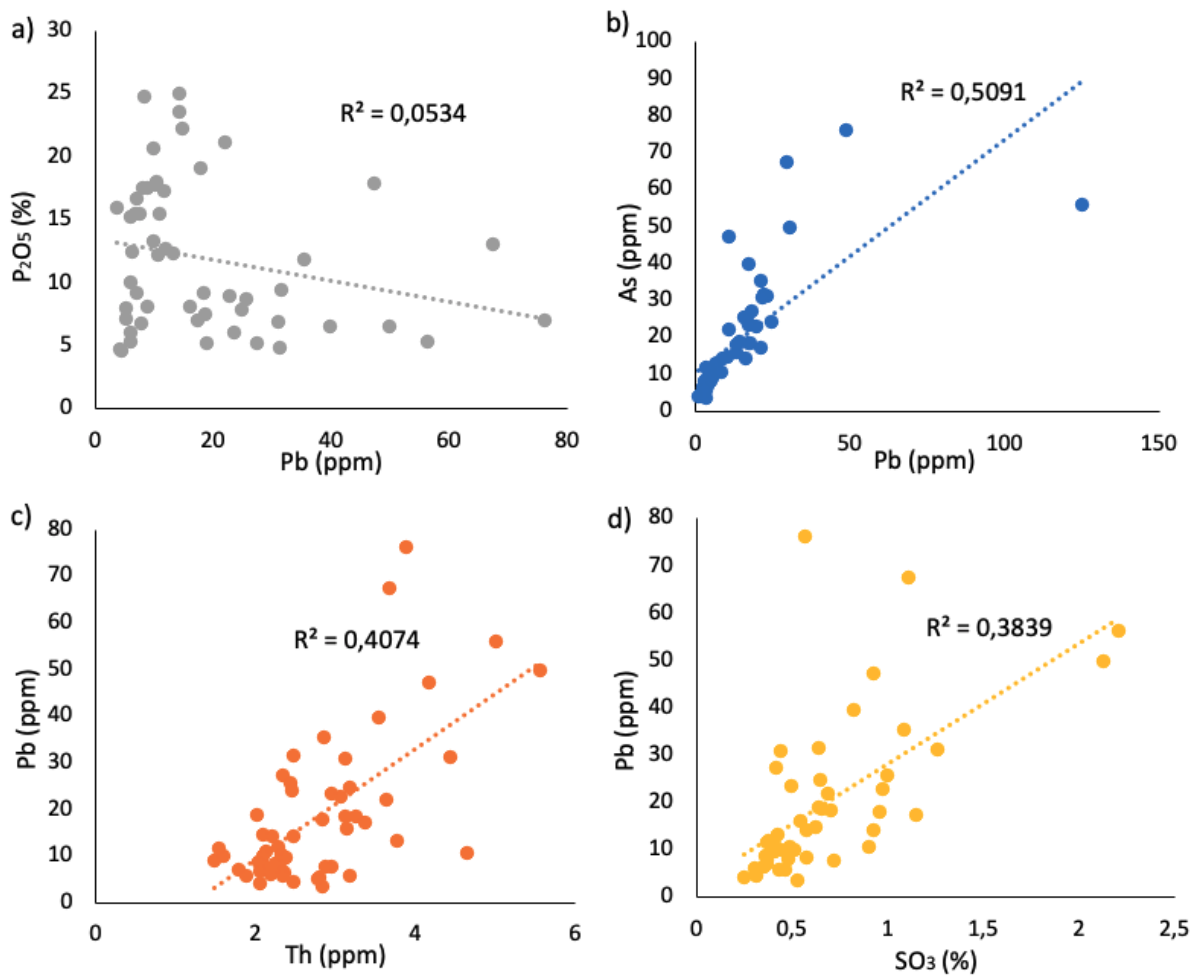 a)
30
25
20
15
10
5
0
P₂O₅ (%)
R² = 0,0534
0 20 40 60 80
Pb (ppm)
b)
100
90
80
70
60
50
40
30
20
10
0
As (ppm)
R² = 0,5091
0 50 100 150
Pb (ppm)
c)
80
70
60
50
40
30
20
10
0
Pb (ppm)
R² = 0,4074
0 2 4 6
Th (ppm)
d)
80
70
60
50
40
30
20
10
0
Pb (ppm)
R² = 0,3839
0 0,5 1 1,5 2 2,5
SO₃ (%)